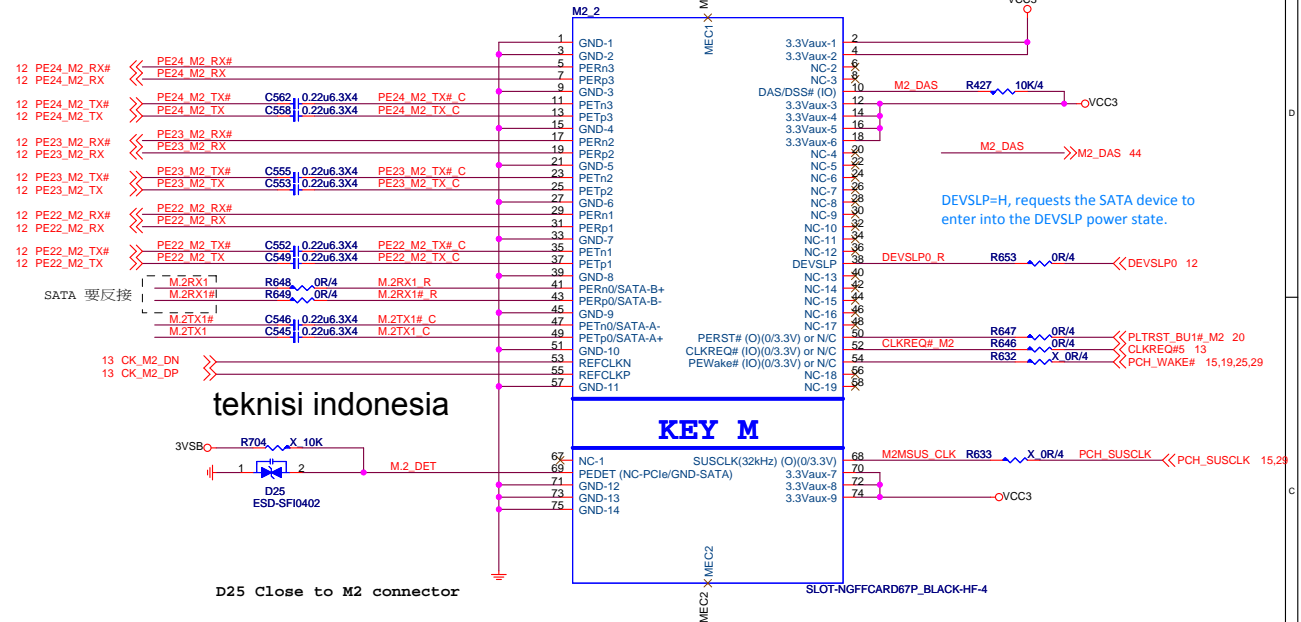 M2_2
MEC1
VCC3
12 PE24_M2_RX# PE24_M2_RX# 5 PERn3
12 PE24_M2_RX PE24_M2_RX 7 PERp3
12 PE24_M2_TX# PE24_M2_TX# C562 0.22u6.3X4 PE24_M2_TX#_C 11 PETn3
12 PE24_M2_TX PE24_M2_TX C558 0.22u6.3X4 PE24_M2_TX_C 13 PETp3
12 PE23_M2_RX# PE23_M2_RX# 17 PERn2
12 PE23_M2_RX PE23_M2_RX 19 PERp2
12 PE23_M2_TX# PE23_M2_TX# C555 0.22u6.3X4 PE23_M2_TX#_C 23 PETn2
12 PE23_M2_TX PE23_M2_TX C553 0.22u6.3X4 PE23_M2_TX_C 25 PETp2
12 PE22_M2_RX# PE22_M2_RX# 29 PERn1
12 PE22_M2_RX PE22_M2_RX 31 PERp1
12 PE22_M2_TX# PE22_M2_TX# C552 0.22u6.3X4 PE22_M2_TX#_C 35 PETn1
12 PE22_M2_TX PE22_M2_TX C549 0.22u6.3X4 PE22_M2_TX_C 37 PETp1
SATA 要反接
M.2RX1 R648 0R/4 M.2RX1_R 41 PERn0/SATA-B+
M.2RX1# R649 0R/4 M.2RX1#_R 43 PERp0/SATA-B-
M.2TX1# C546 0.22u6.3X4 M.2TX1#_C 47 PETn0/SATA-A-
M.2TX1 C545 0.22u6.3X4 M.2TX1_C 49 PETp0/SATA-A+
13 CK_M2_DN 53 REFCLKN
13 CK_M2_DP 55 REFCLKP
1 GND-1
3 GND-2
9 GND-3
15 GND-4
21 GND-5
27 GND-6
33 GND-7
39 GND-8
45 GND-9
51 GND-10
57 GND-11
3.3Vaux-1 2
3.3Vaux-2 4
NC-2 6
NC-3 8
DAS/DSS# (IO) 10 M2_DAS R427 10K/4
3.3Vaux-3 12 VCC3
3.3Vaux-4 14
3.3Vaux-5 16
3.3Vaux-6 18
NC-4 20
NC-5 22
NC-6 24
NC-7 26
NC-8 28
NC-9 30
NC-10 32
NC-11 34
NC-12 36
DEVSLP 38 DEVSLP0_R R653 0R/4 DEVSLP0 12
NC-13 40
NC-14 42
NC-15 44
NC-16 46
NC-17 48
PERST# (O)(0/3.3V) or N/C 50 R647 0R/4 PLTRST_BU1#_M2 20
CLKREQ# (IO)(0/3.3V) or N/C 52 CLKREQ#_M2 R646 0R/4 CLKREQ#5 13
PEWake# (IO)(0/3.3V) or N/C 54 R632 X_0R/4 PCH_WAKE# 15,19,25,29
NC-18 56
NC-19 58
M2_DAS M2_DAS 44
DEVSLP=H, requests the SATA device to
enter into the DEVSLP power state.
D
teknisi indonesia
KEY M
3VSB R704 X_10K
1 2 M.2_DET
D25
ESD-SFI0402
67 NC-1
69 PEDET (NC-PCIe/GND-SATA)
71 GND-12
73 GND-13
75 GND-14
SUSCLK(32kHz) (O)(0/3.3V) 68 M2MSUS_CLK R633 X_0R/4 PCH_SUSCLK PCH_SUSCLK 15,29
3.3Vaux-7 70
3.3Vaux-8 72
3.3Vaux-9 74 VCC3
C
MEC2
MEC2
D25 Close to M2 connector
SLOT-NGFFCARD67P_BLACK-HF-4